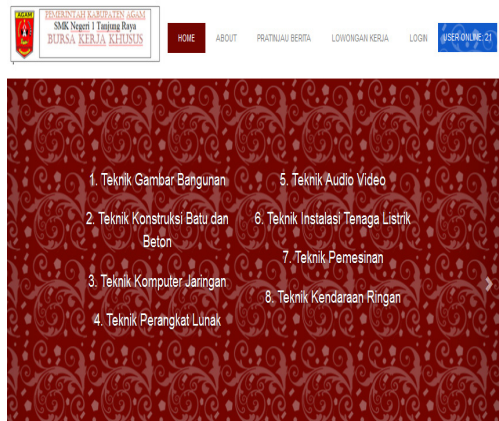 AGAM
PEMERINTAH KABUPATEN AGAM
SMK Negeri 1 Tanjung Raya
BURSA KERJA KHUSUS
HOME
ABOUT
PRATINJAU BERITA
LOWONGAN KERJA
LOGIN
USER ONLINE: 21
1. Teknik Gambar Bangunan
2. Teknik Konstruksi Batu dan
Beton
3. Teknik Komputer Jaringan
4. Teknik Perangkat Lunak
5. Teknik Audio Video
6. Teknik Instalasi Tenaga Listrik
7. Teknik Pemesinan
8. Teknik Kendaraan Ringan